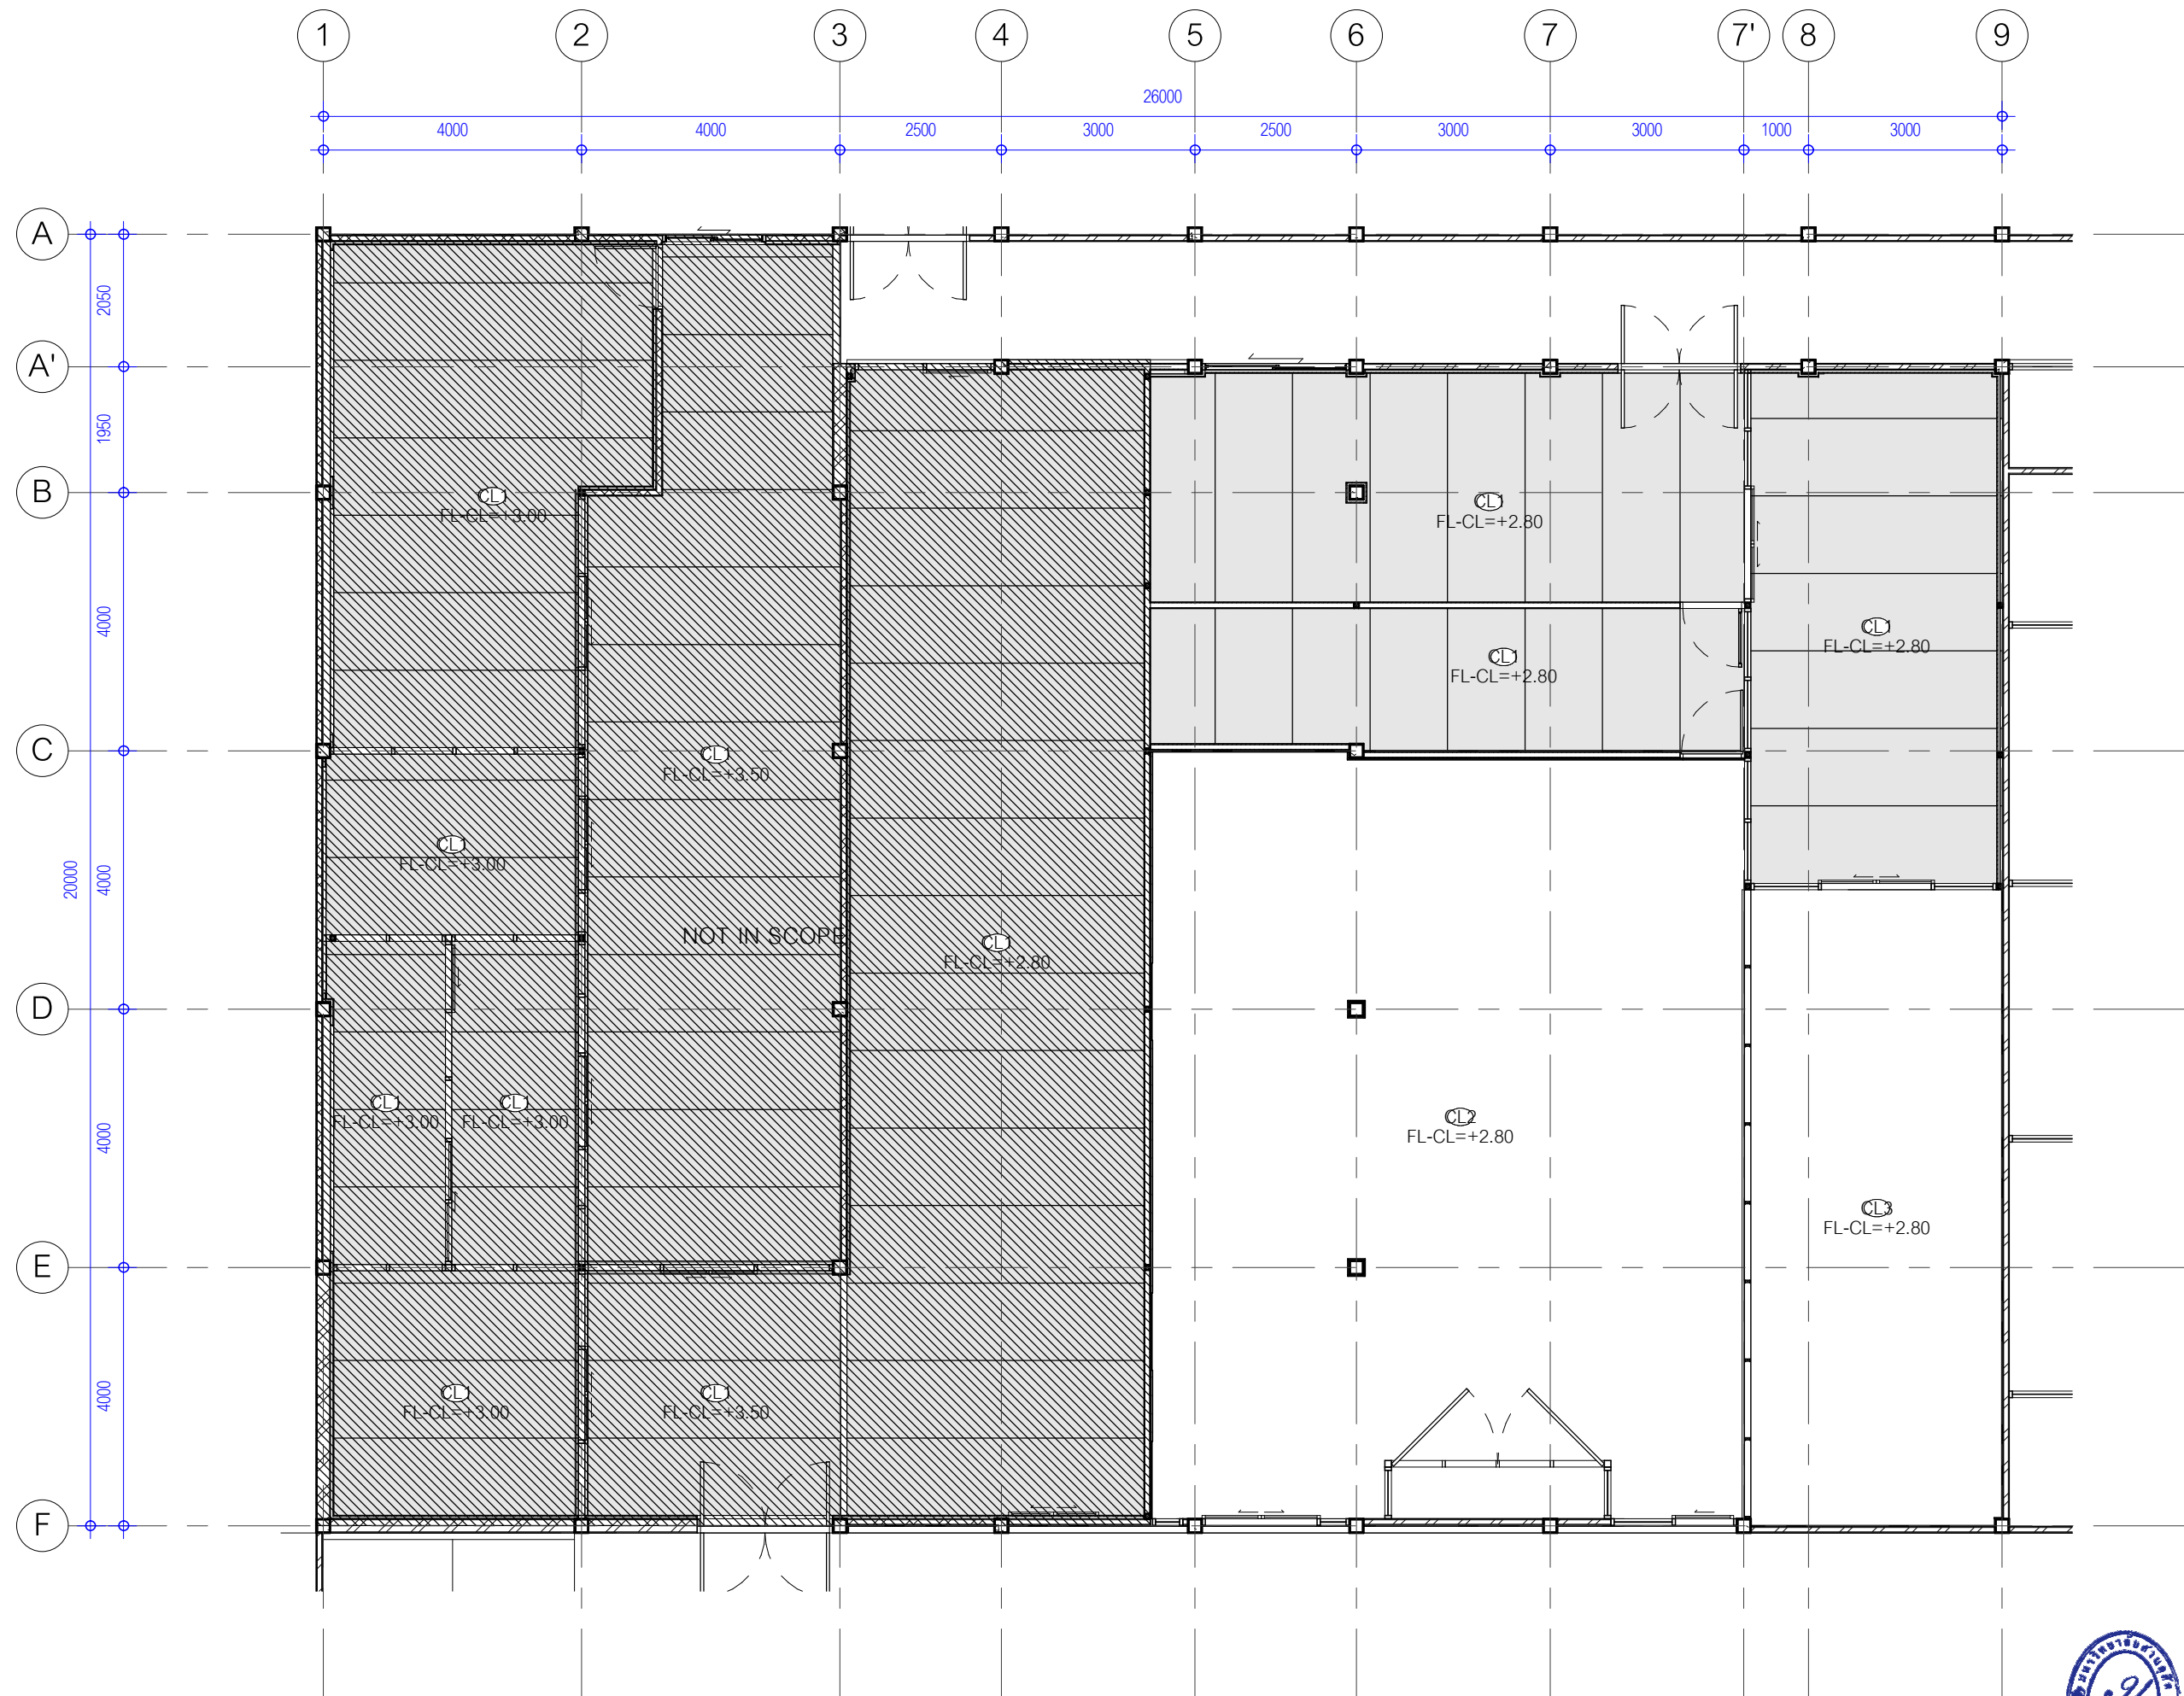 1 2 3 4 5 6 7 7' 8 9
26000
4000 4000 2500 3000 2500 3000 3000 1000 3000
A
2050
A'
1950
B
CL1
FL-CL=+3.00
CL1
FL-CL=+2.80
4000
CL1
FL-CL=+2.80
CL1
FL-CL=+2.80
C
CL1
FL-CL=+3.50
CL1
FL-CL=+3.00
20000
4000
NOT IN SCOPE
CL1
FL-CL=+2.80
D
CL1
FL-CL=+3.00
CL1
FL-CL=+3.00
CL2
FL-CL=+2.80
4000
CL3
FL-CL=+2.80
E
CL1
FL-CL=+3.00
CL1
FL-CL=+3.50
4000
F